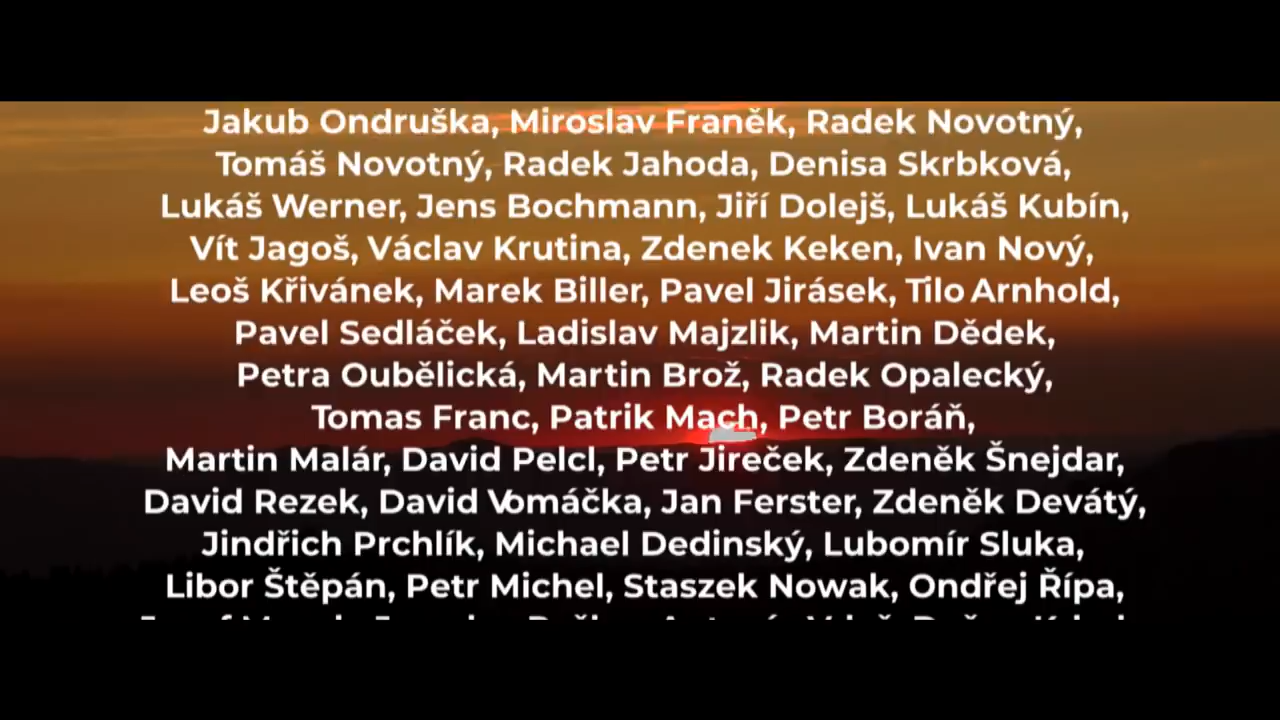 Jakub Ondruška, Miroslav Franěk, Radek Novotný,
Tomáš Novotný, Radek Jahoda, Denisa Skrbková,
Lukáš Werner, Jens Bochmann, Jiří Dolejš, Lukáš Kubín,
Vít Jagoš, Václav Krutina, Zdenek Keken, Ivan Nový,
Leoš Křivánek, Marek Biller, Pavel Jirásek, Tilo Arnhold,
Pavel Sedláček, Ladislav Majzlik, Martin Dědek,
Petra Oubělická, Martin Brož, Radek Opalecký,
Tomas Franc, Patrik Mach, Petr Boráň,
Martin Malár, David Pelcl, Petr Jireček, Zdeněk Šnejdar,
David Rezek, David Vomáčka, Jan Ferster, Zdeněk Devátý,
Jindřich Prchlík, Michael Dedinský, Lubomír Sluka,
Libor Štěpán, Petr Michel, Staszek Nowak, Ondřej Řípa,